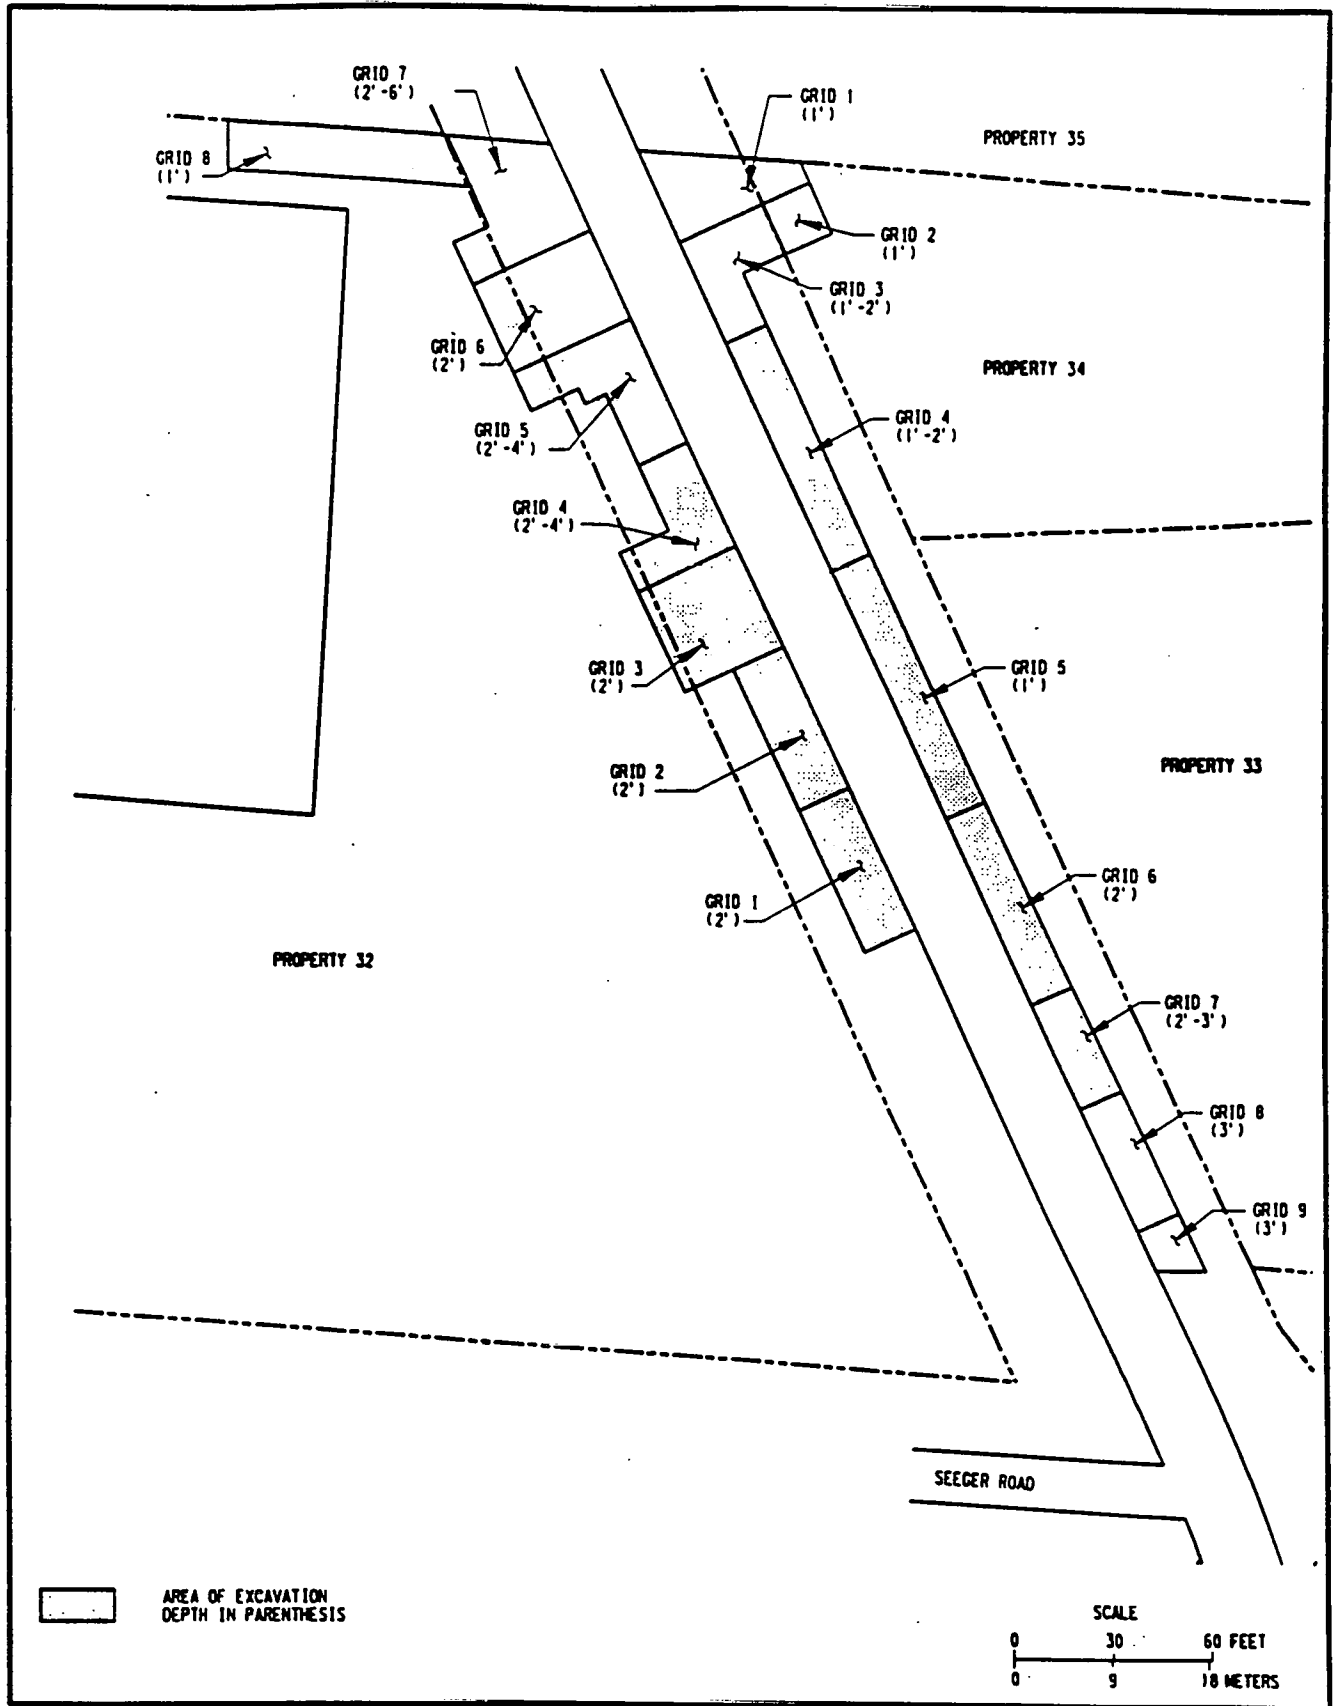 GRID 7
(2'-6')
GRID 1
(1')
PROPERTY 35
GRID 8
(1')
GRID 2
(1')
GRID 3
(1'-2')
GRID 6
(2')
PROPERTY 34
GRID 4
(1'-2')
GRID 5
(2'-4')
GRID 4
(2'-4')
GRID 3
(2')
GRID 5
(1')
PROPERTY 33
GRID 2
(2')
GRID 1
(2')
GRID 6
(2')
PROPERTY 32
GRID 7
(2'-3')
GRID 8
(3')
GRID 9
(3')
SEEGER ROAD
AREA OF EXCAVATION
DEPTH IN PARENTHESIS
SCALE
0 30 60 FEET
0 9 18 METERS